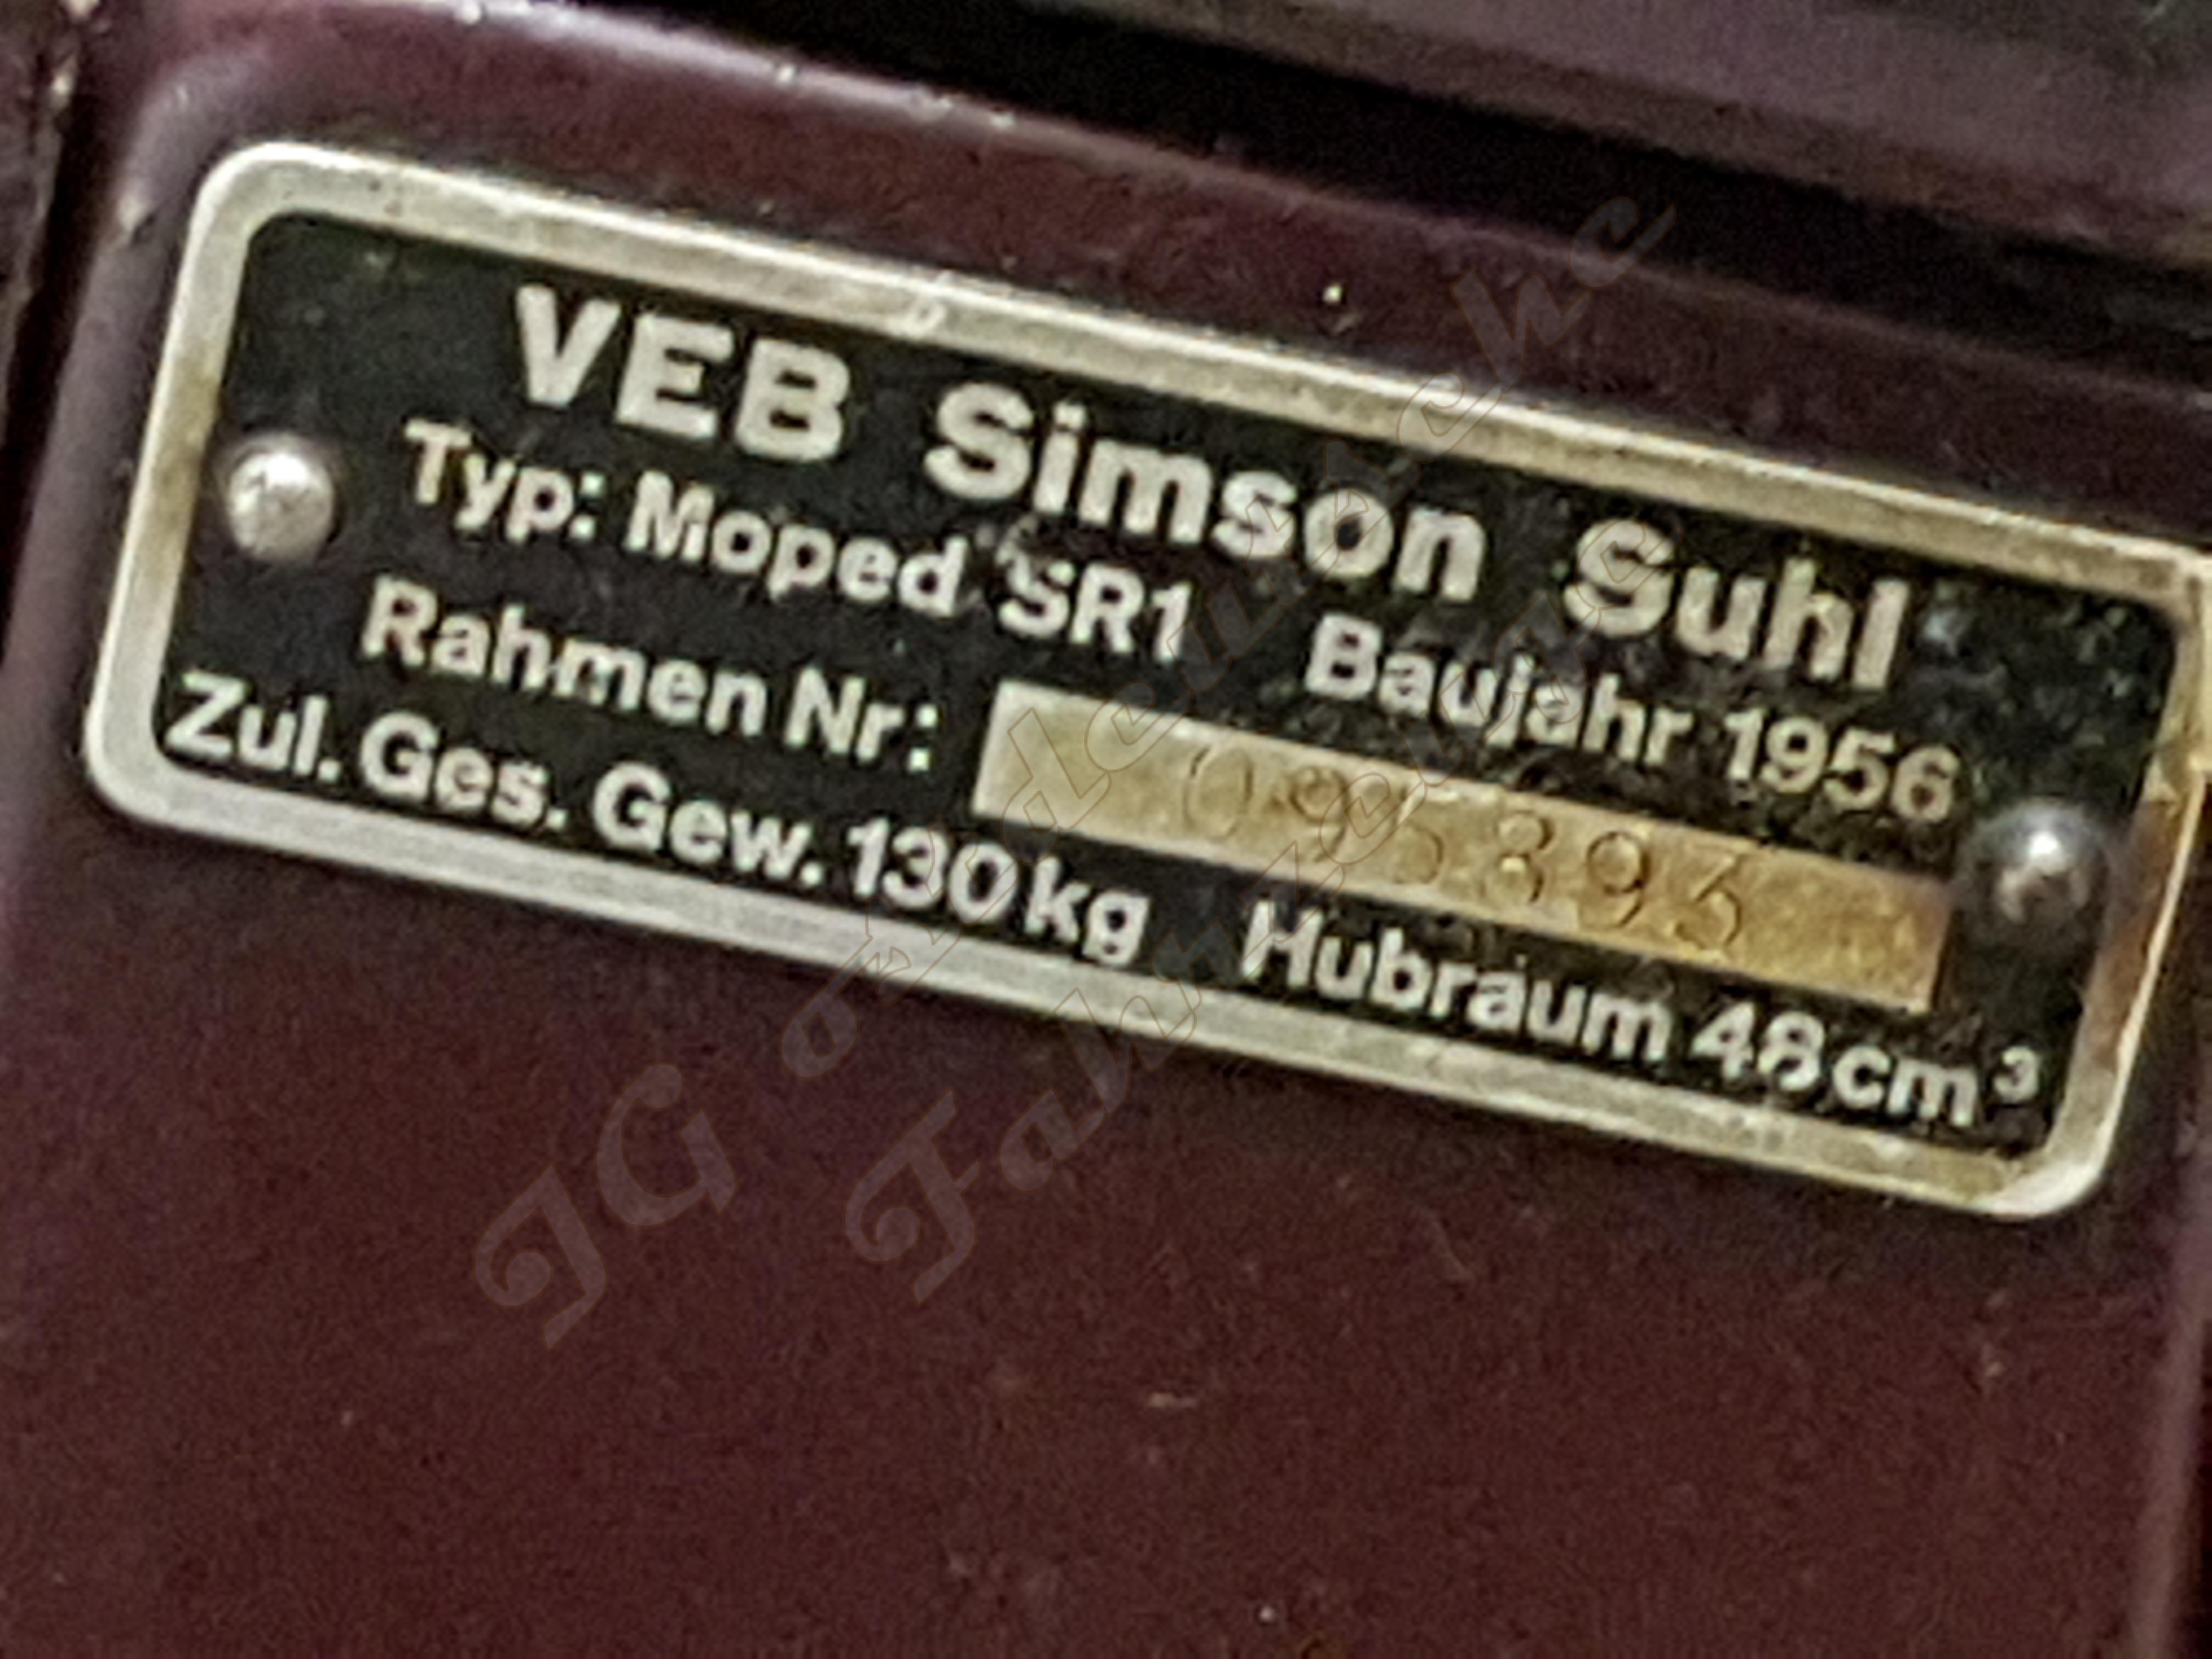 VEB Simson Suhl
Typ: Moped SR1 Baujahr 1956
Rahmen Nr: 095393
Zul. Ges. Gew. 130 kg Hubraum 48 cm³